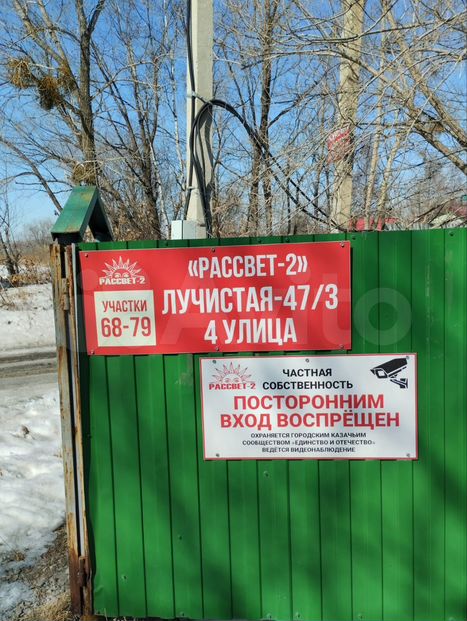 РАССВЕТ-2
УЧАСТКИ
68-79
«РАССВЕТ-2»
ЛУЧИСТАЯ-47/3
4 УЛИЦА
РАССВЕТ-2
ЧАСТНАЯ
СОБСТВЕННОСТЬ
ПОСТОРОННИМ
ВХОД ВОСПРЕЩЕН
ОХРАНЯЕТСЯ ГОРОДСКИМ КАЗАЧЬИМ
СООБЩЕСТВОМ «ЕДИНСТВО И ОТЕЧЕСТВО»
ВЕДЁТСЯ ВИДЕОНАБЛЮДЕНИЕ
Avito